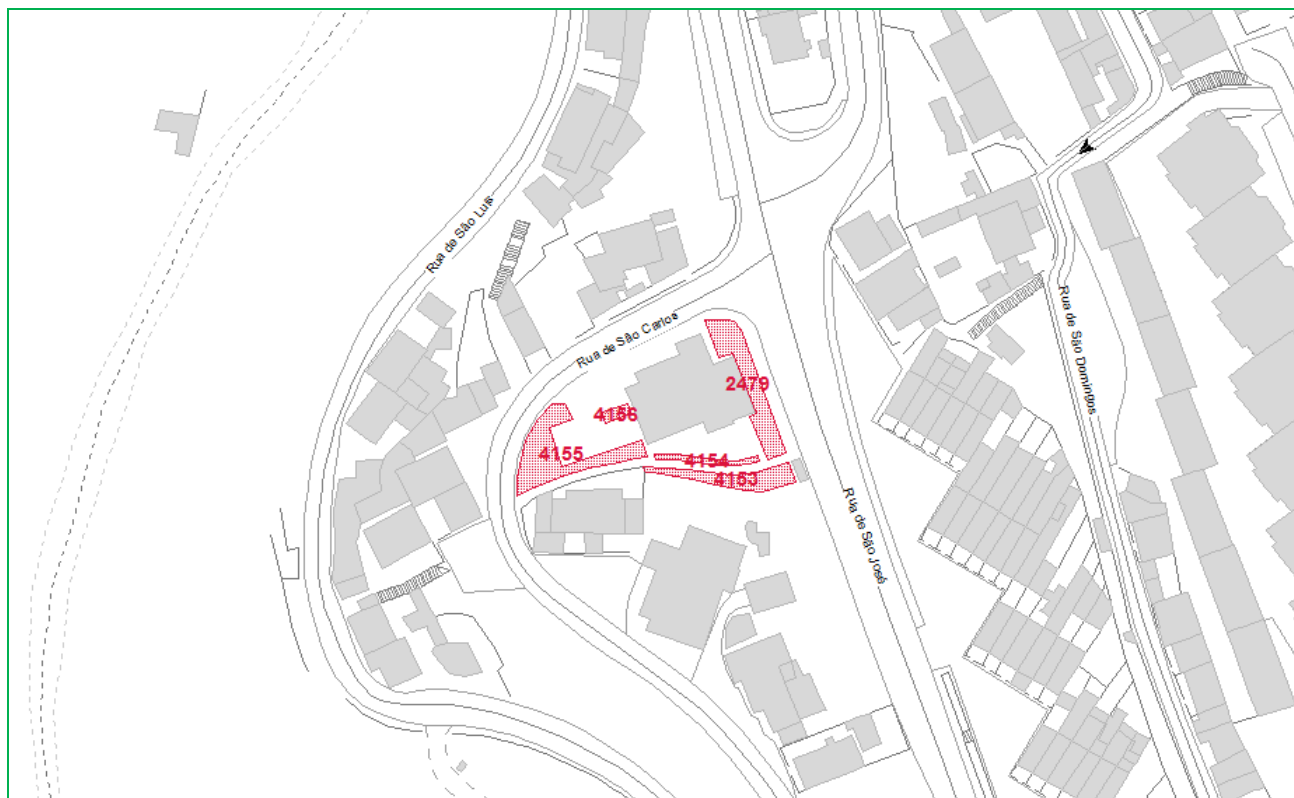 Rua de São Luís
Rua de São Carlos
Rua de São Domingos
2479
4156
4155
4154
4153
Rua de São José